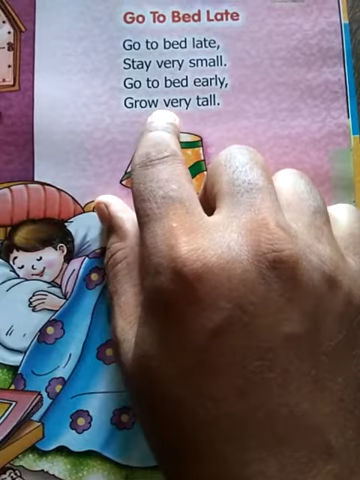 Go To Bed Late
Go to bed late,
Stay very small.
Go to bed early,
Grow very tall.